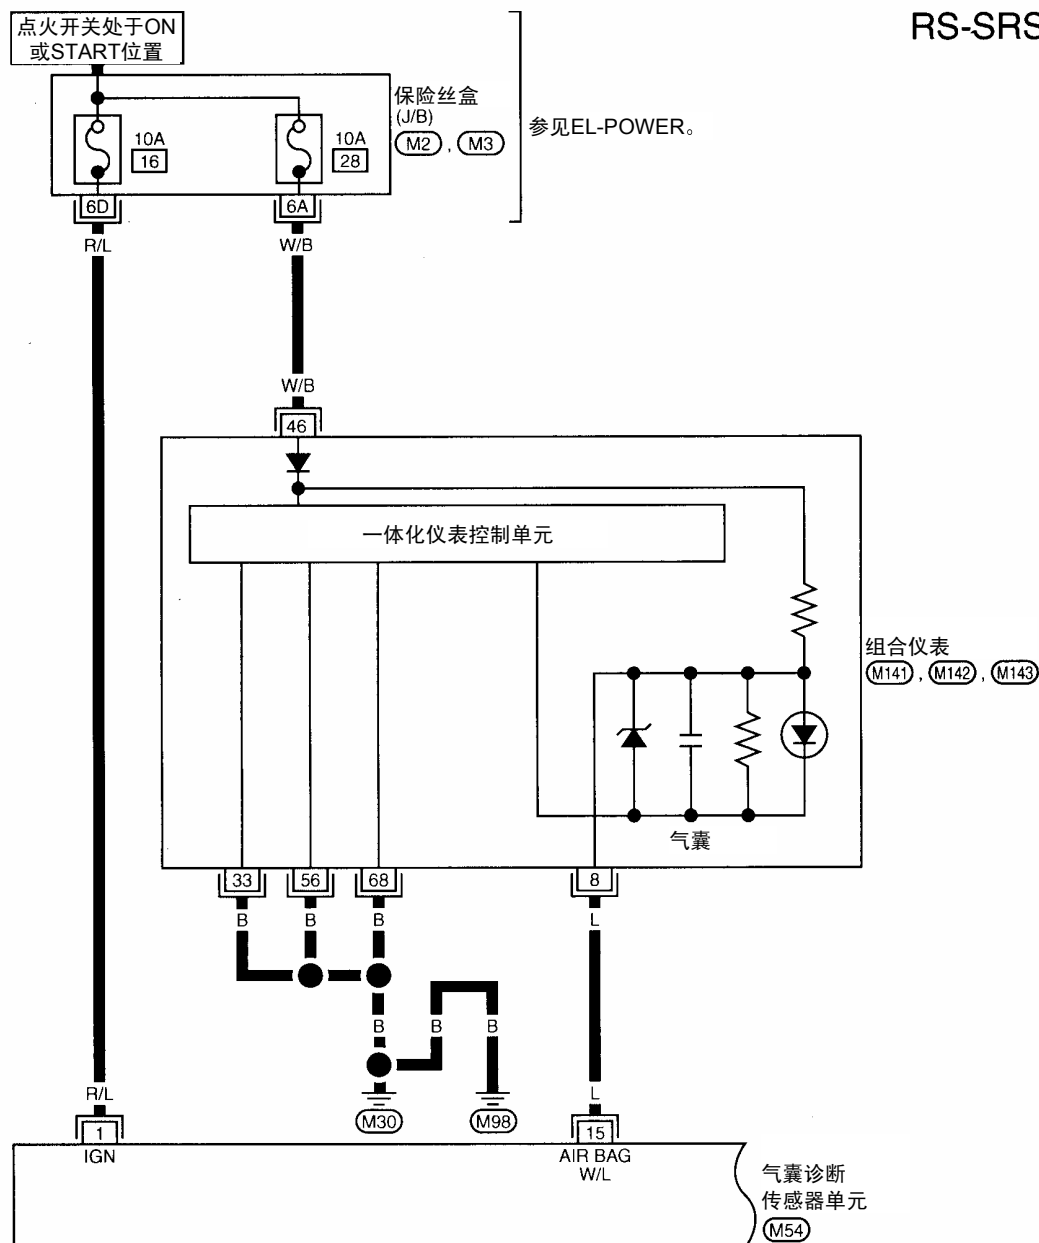 点火开关处于ON
或START位置
RS-SRS
保险丝盒
(J/B)
M2 , M3
参见EL-POWER。
10A
16
10A
28
6D
6A
R/L
W/B
W/B
46
一体化仪表控制单元
组合仪表
M141 , M142 , M143
气囊
33
56
68
8
B
B
B
L
B
B
B
R/L
L
M30
M98
1
15
IGN
AIR BAG
W/L
气囊诊断
传感器单元
M54